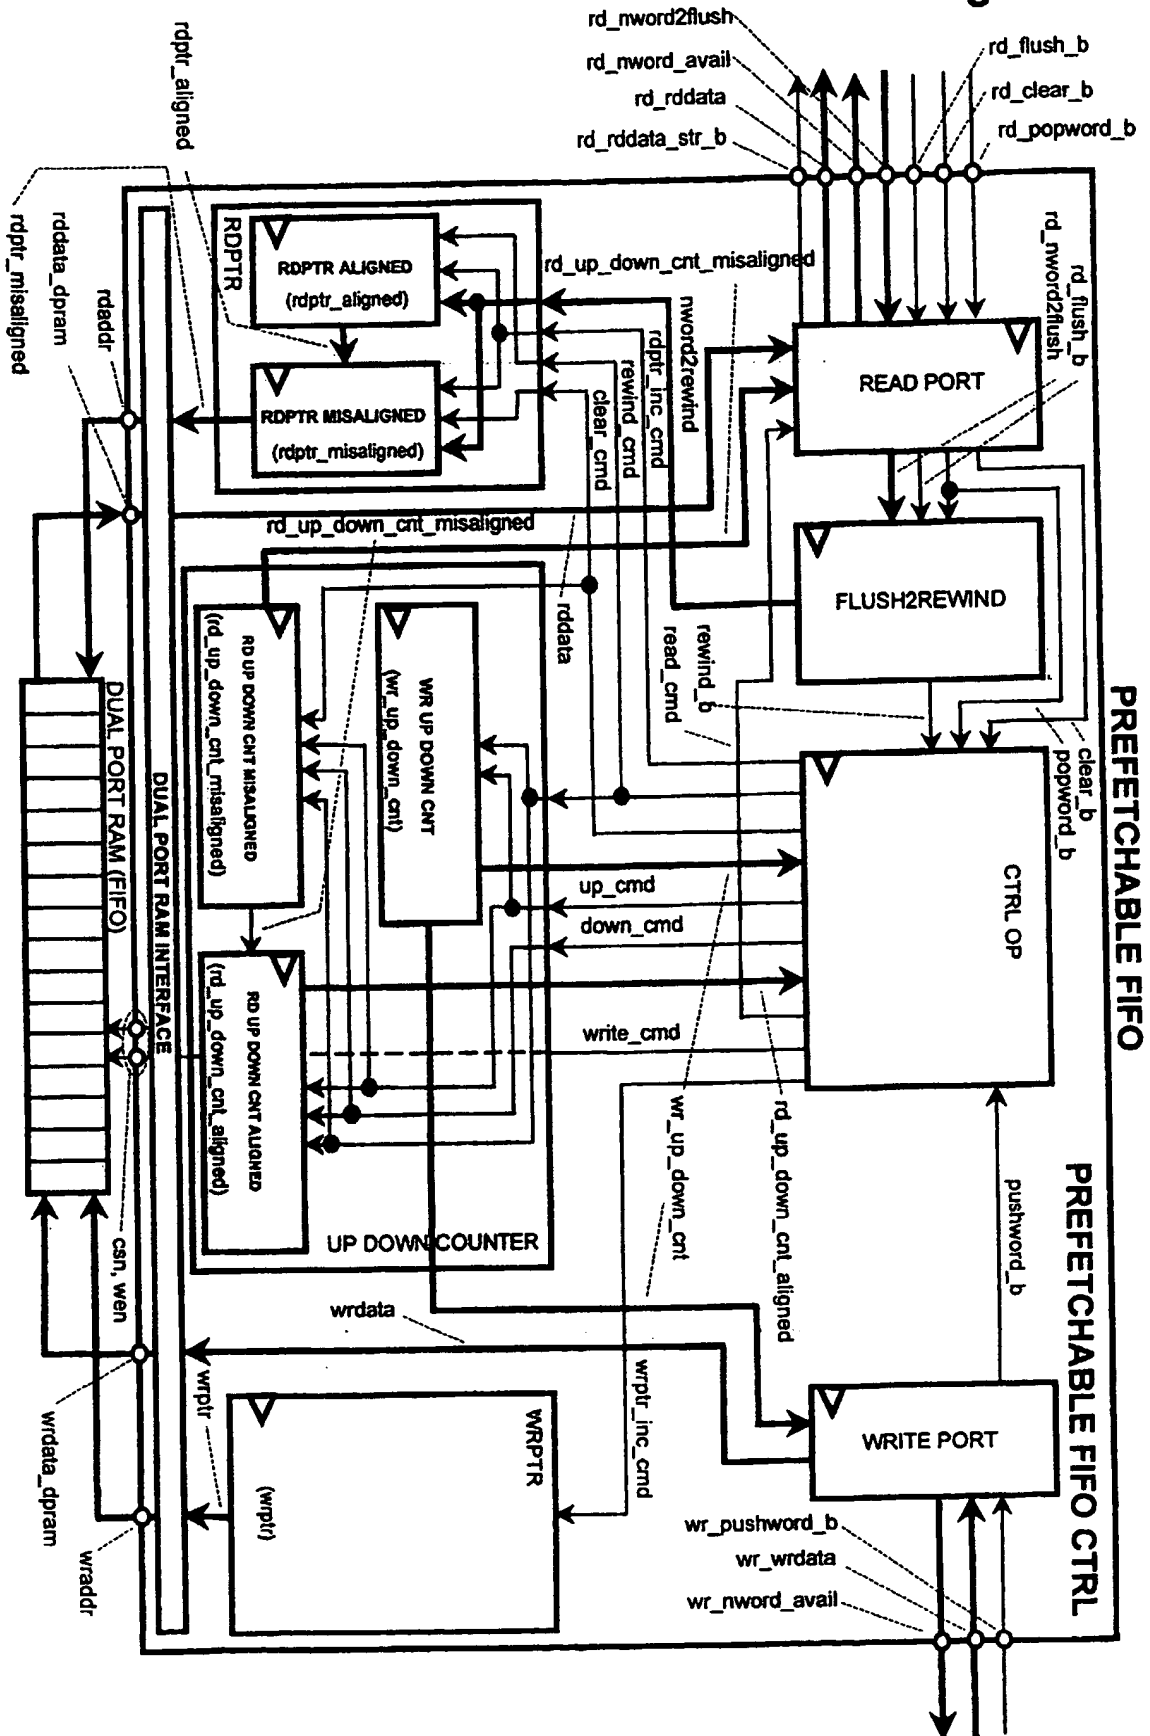 g
rd_nword2flush
rd_nword_avail
rd_rddata
rd_rddata_str_b
rd_flush_b
rd_clear_b
rd_popword_b
rdptr_aligned
rdptr_misaligned
rddata_dpram
rdaddr
RDPTR
RDPTR ALIGNED
(rdptr_aligned)
RDPTR MISALIGNED
(rdptr_misaligned)
rd_up_down_cnt_misaligned
nword2rewind
rdptr_inc_cmd
rewind_cmd
clear_cmd
READ PORT
rd_nword2flush
rd_flush_b
FLUSH2REWIND
rd_up_down_cnt_misaligned
rddata
read_cmd
rewind_b
clear_b
popword_b
PREFETCHABLE FIFO
PREFETCHABLE FIFO CTRL
DUAL PORT RAM (FIFO)
DUAL PORT RAM INTERFACE
RD UP DOWN CNT MISALIGNED
(rd_up_down_cnt_misaligned)
WR UP DOWN CNT
(wr_up_down_cnt)
RD UP DOWN CNT ALIGNED
(rd_up_down_cnt_aligned)
UP DOWN COUNTER
CTRL OP
up_cmd
down_cmd
write_cmd
wr_up_down_cnt
rd_up_down_cnt_aligned
pushword_b
csn, wen
wrdata
wrptr
wrdata_dpram
wraddr
WRPTR
(wrptr)
wrptr_inc_cmd
WRITE PORT
wr_pushword_b
wr_wrdata
wr_nword_avail